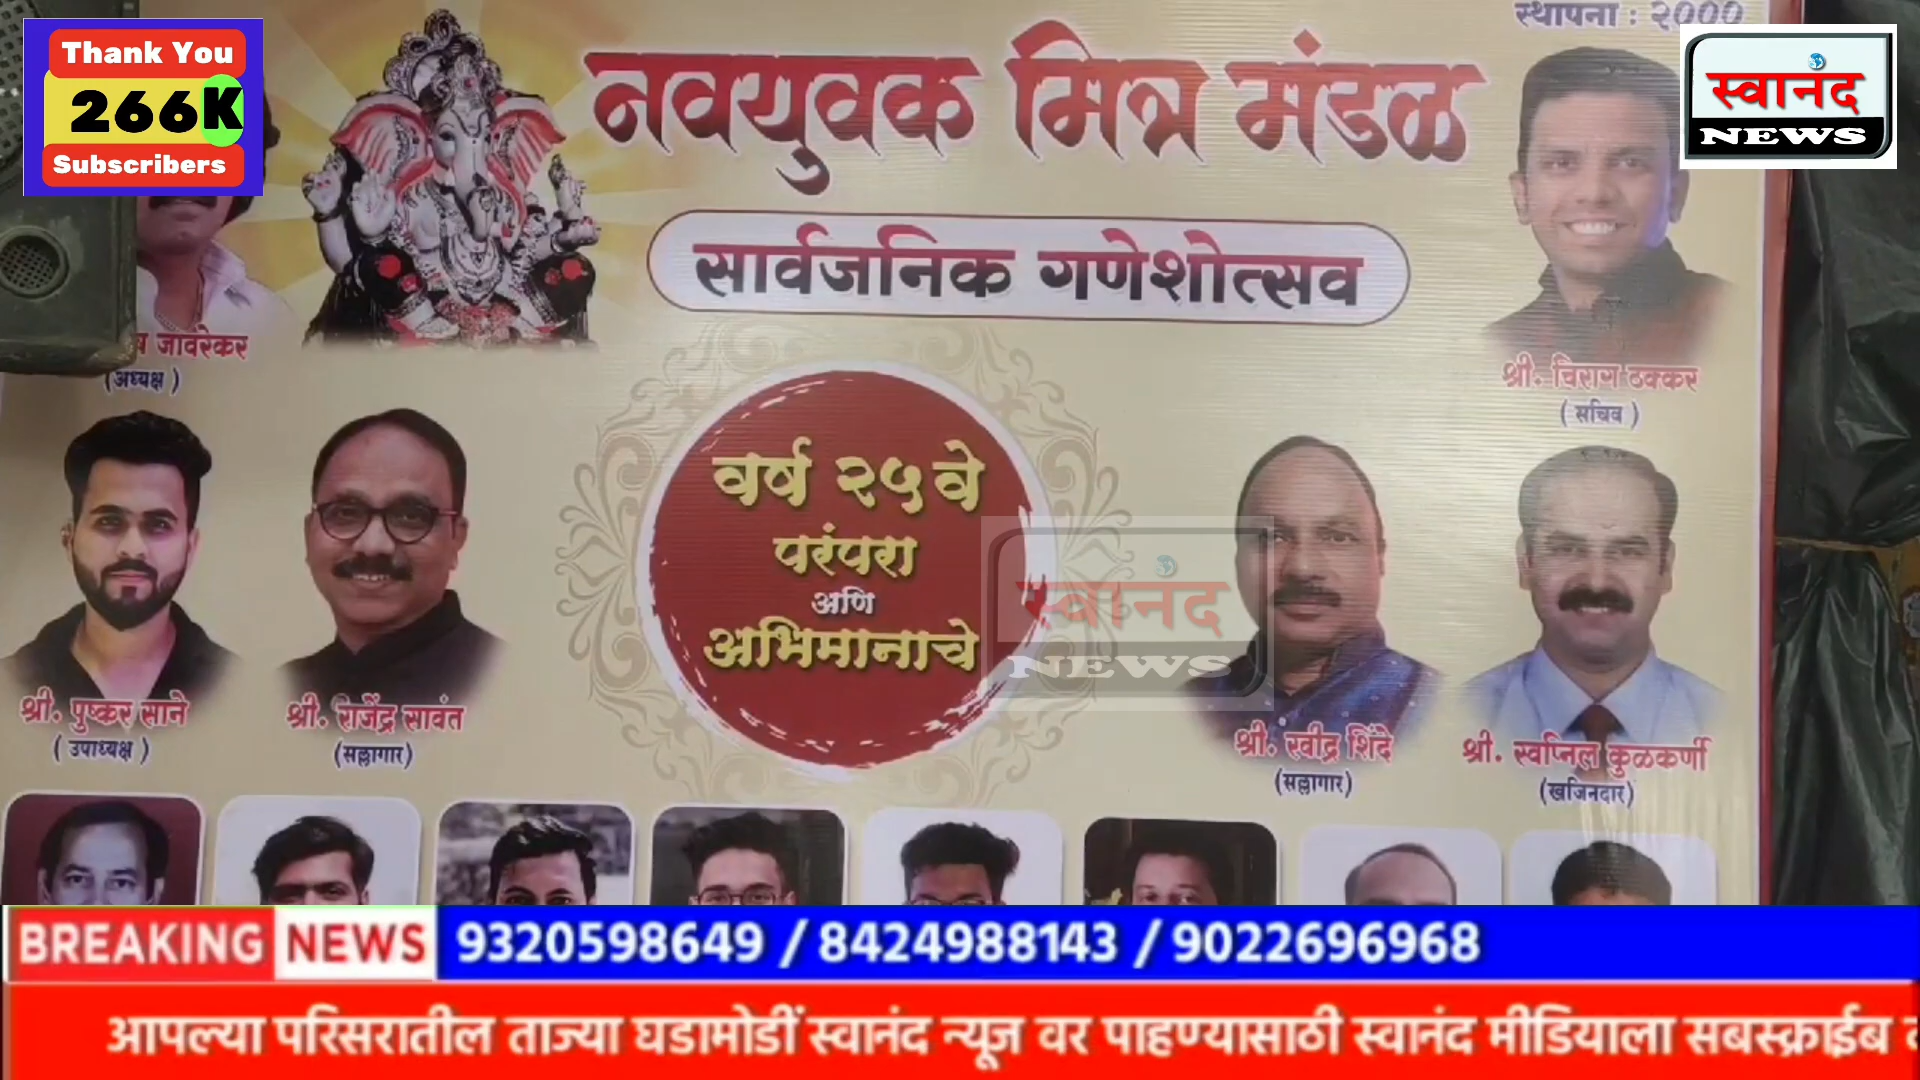 Thank You
266K
Subscribers
स्थापना : २०००
नवयुवक मित्र मंडळ
स्वानंद
NEWS
सार्वजनिक गणेशोत्सव
जावरेकर
(अध्यक्ष)
श्री. विराग ठक्कर
(सचिव)
वर्ष २५ वे
परंपरा
अणि
अभिमानाचे
स्वानंद
NEWS
श्री. पुष्कर साने
(उपाध्यक्ष)
श्री. राजेंद्र सावंत
(सल्लागार)
श्री. रवींद्र शिंदे
(सल्लागार)
श्री. स्वप्निल कुळकर्णी
(खजिनदार)
BREAKING NEWS 9320598649 / 8424988143 / 9022696968
आपल्या परिसरातील ताज्या घडामोडीं स्वानंद न्यूज वर पाहण्यासाठी स्वानंद मीडियाला सबस्क्राईब